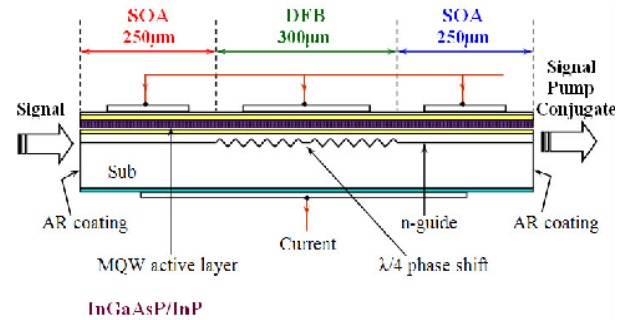 SOA DFB SOA
250μm 300μm 250μm
Signal
Pump
Conjugate
Signal
Sub
AR coating
n-guide
AR coating
Current
MQW active layer
λ/4 phase shift
InGaAsP/InP